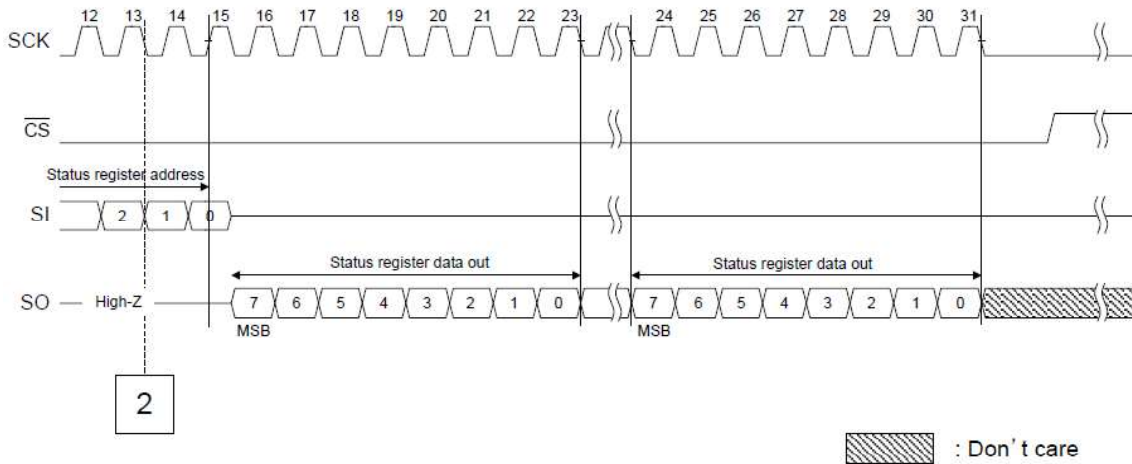 12 13 14 15 16 17 18 19 20 21 22 23 24 25 26 27 28 29 30 31
SCK
CS
Status register address
SI 2 1 0
Status register data out Status register data out
SO High-Z 7 6 5 4 3 2 1 0 7 6 5 4 3 2 1 0
MSB MSB
2
: Don't care